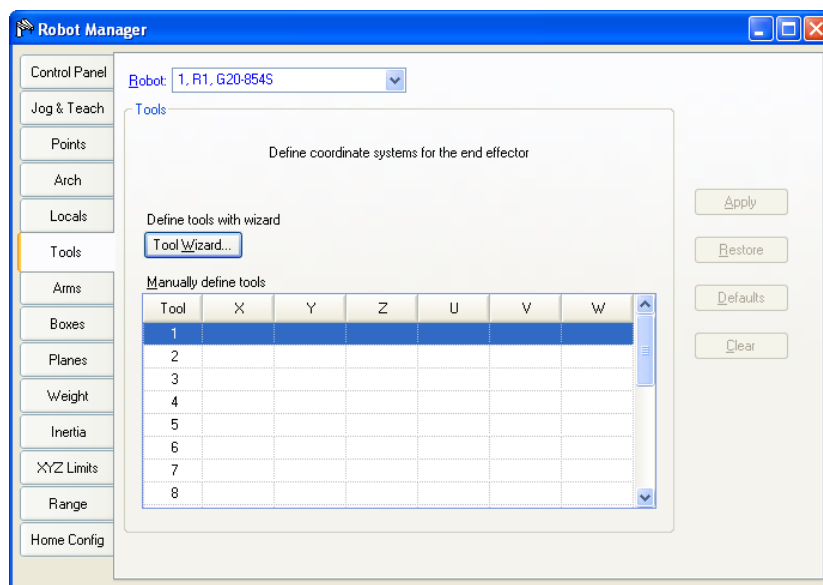 Robot Manager
Control Panel
Jog & Teach
Points
Arch
Locals
Tools
Arms
Boxes
Planes
Weight
Inertia
XYZ Limits
Range
Home Config
Robot: 1, R1, G20-854S
Tools
Define coordinate systems for the end effector
Define tools with wizard
Tool Wizard...
Manually define tools
Tool X Y Z U V W
1
2
3
4
5
6
7
8
Apply
Restore
Defaults
Clear